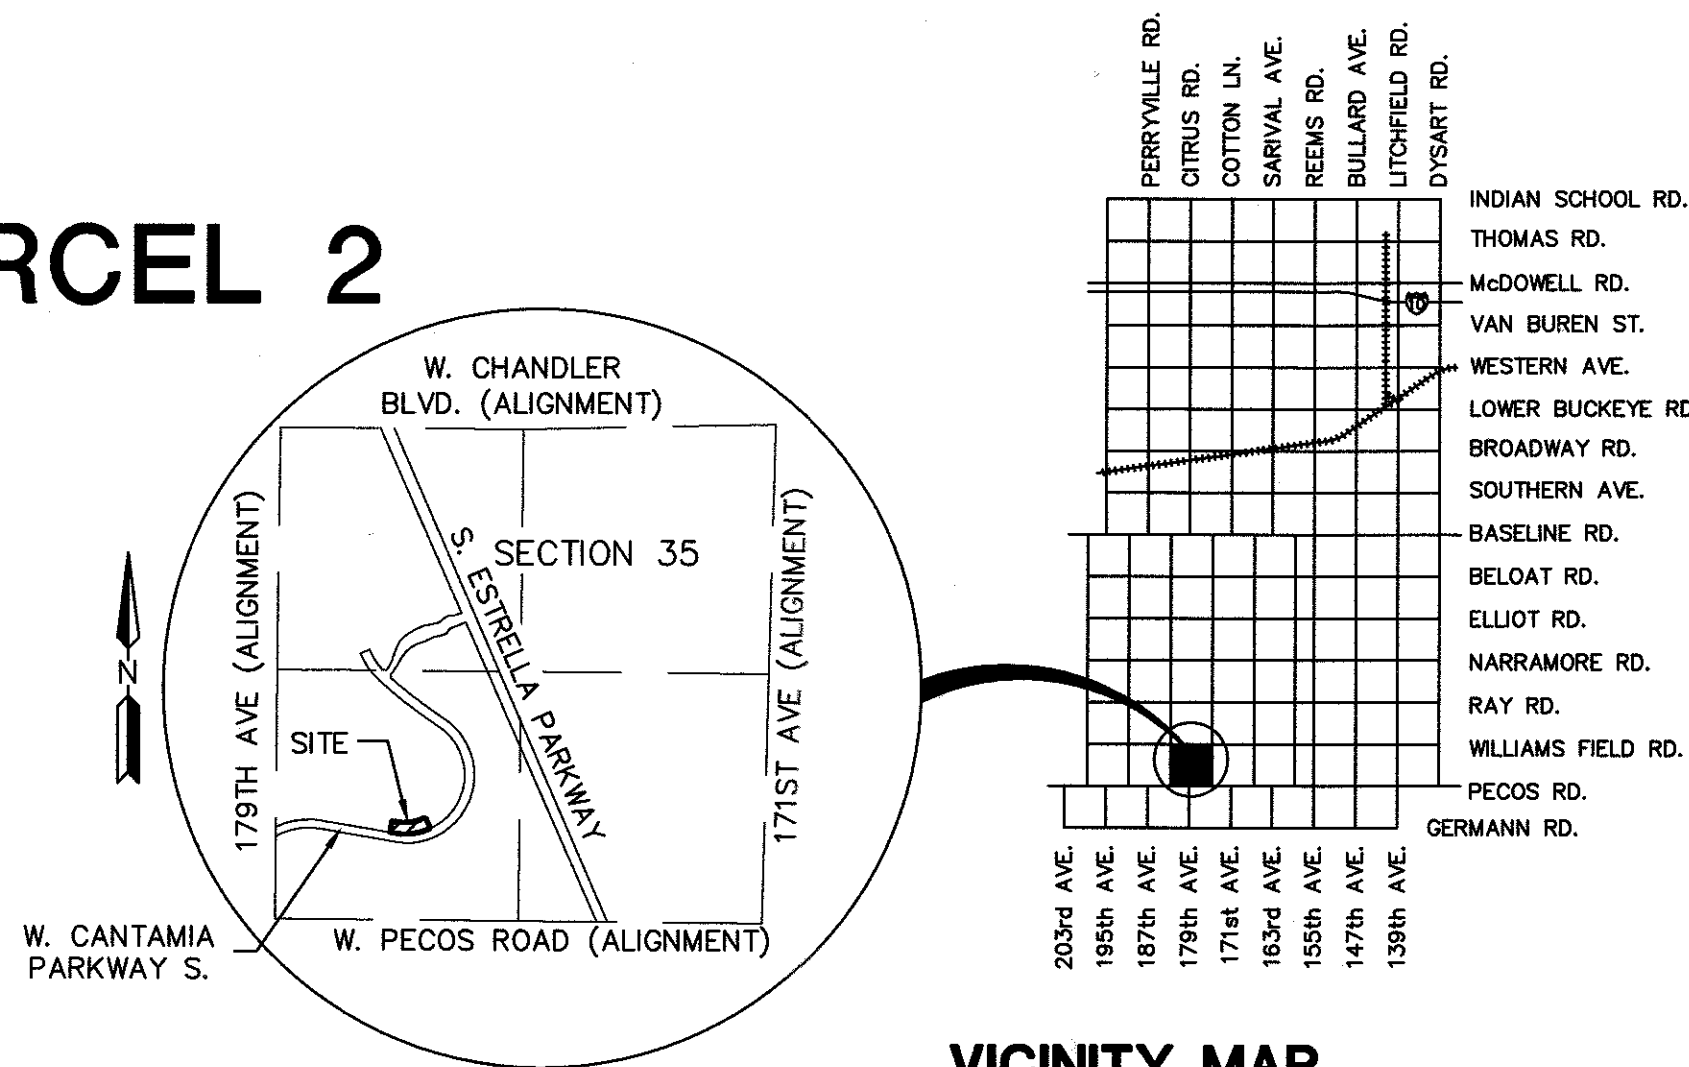 RCEL 2
W. CHANDLER
BLVD. (ALIGNMENT)
179TH AVE (ALIGNMENT)
SECTION 35
S. ESTRELLA PARKWAY
171ST AVE (ALIGNMENT)
N
SITE
W. CANTAMIA
PARKWAY S.
W. PECOS ROAD (ALIGNMENT)
PERRYVILLE RD.
CITRUS RD.
COTTON LN.
SARIVAL AVE.
REEMS RD.
BULLARD AVE.
LITCHFIELD RD.
DYSART RD.
INDIAN SCHOOL RD.
THOMAS RD.
McDOWELL RD.
10
VAN BUREN ST.
WESTERN AVE.
LOWER BUCKEYE RD
BROADWAY RD.
SOUTHERN AVE.
BASELINE RD.
BELOAT RD.
ELLIOT RD.
NARRAMORE RD.
RAY RD.
WILLIAMS FIELD RD.
PECOS RD.
GERMANN RD.
203rd AVE.
195th AVE.
187th AVE.
179th AVE.
171st AVE.
163rd AVE.
155th AVE.
147th AVE.
139th AVE.
VICINITY MAP